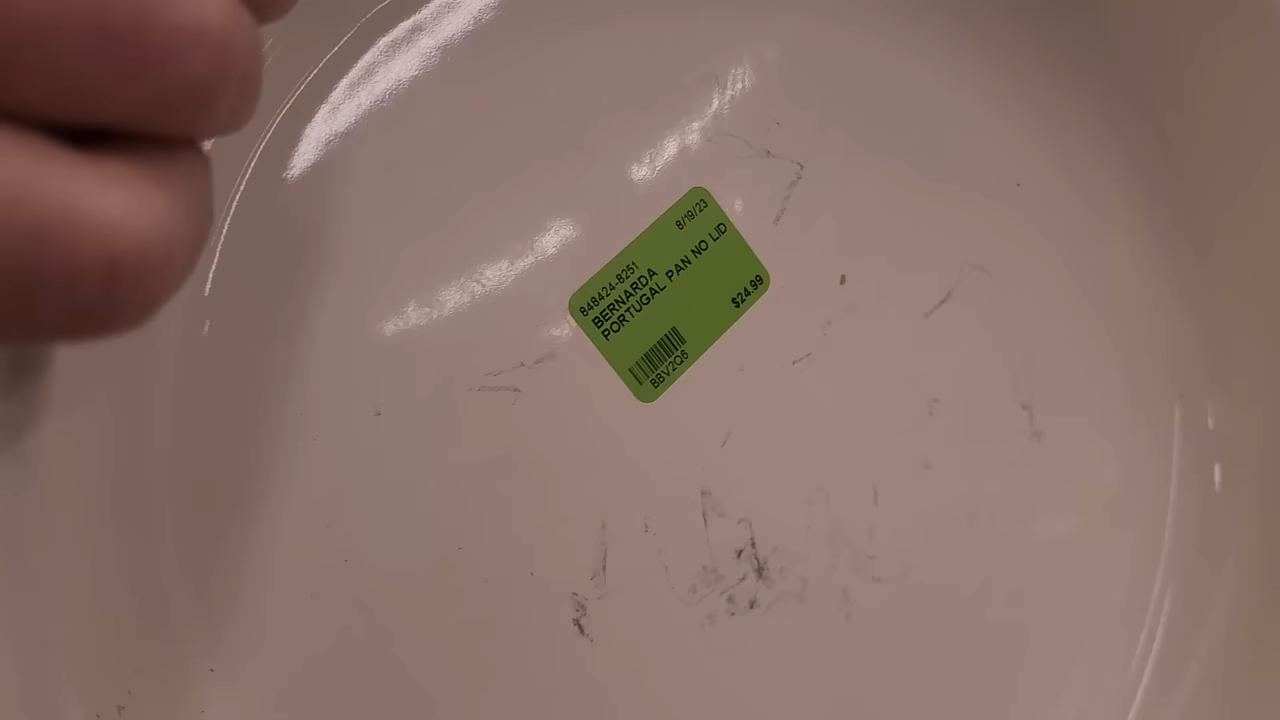 848424-8251 8/19/23
BERNARDA
PORTUGAL PAN NO LID
$24.99
BBV2Q6